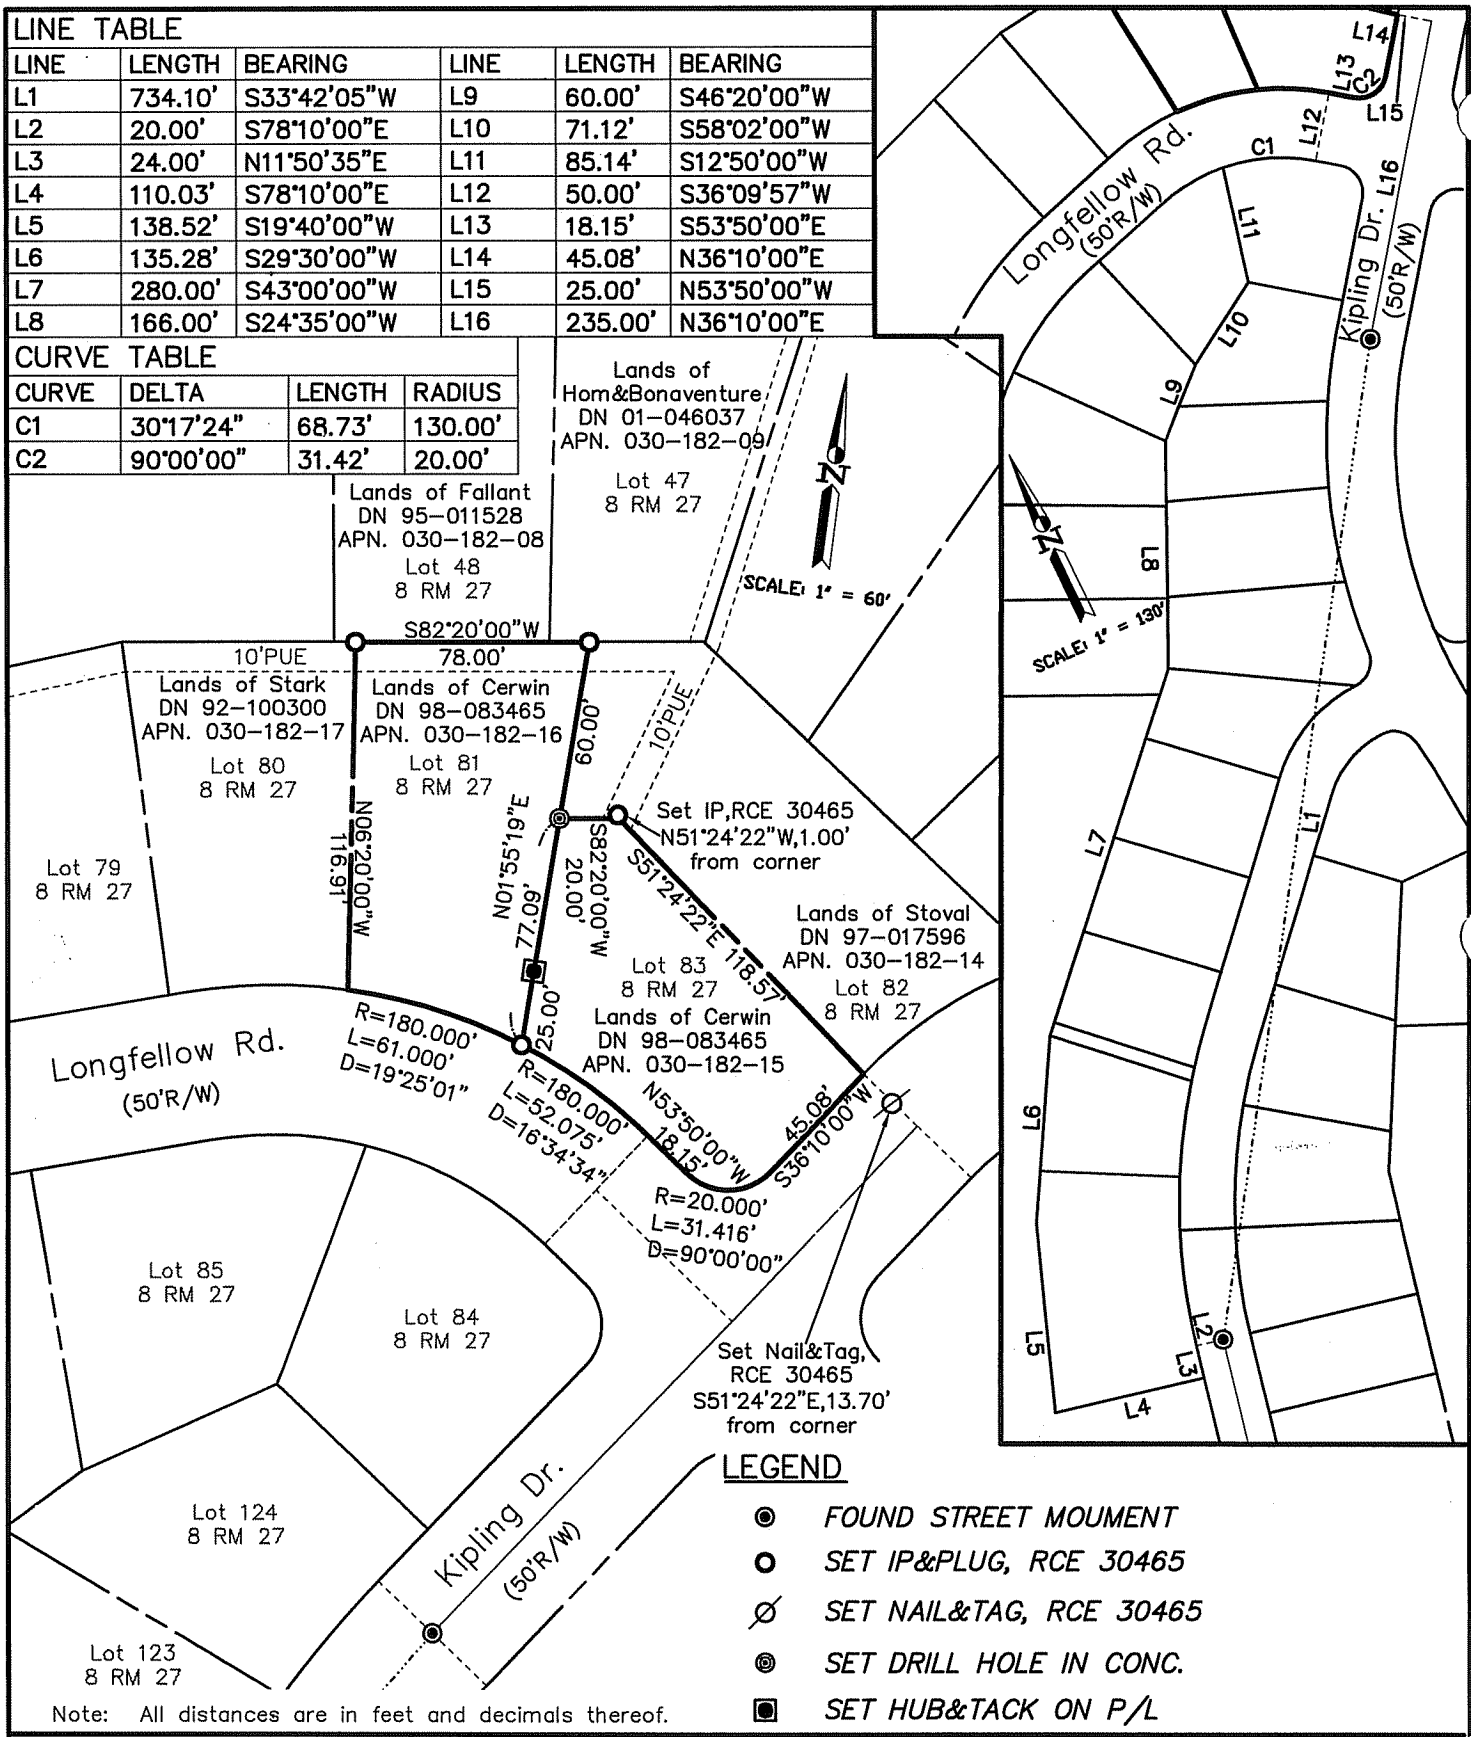 LINE TABLE
LINE LENGTH BEARING LINE LENGTH BEARING
L1 734.10' S33°42'05"W L9 60.00' S46°20'00"W
L2 20.00' S78°10'00"E L10 71.12' S58°02'00"W
L3 24.00' N11°50'35"E L11 85.14' S12°50'00"W
L4 110.03' S78°10'00"E L12 50.00' S36°09'57"W
L5 138.52' S19°40'00"W L13 18.15' S53°50'00"E
L6 135.28' S29°30'00"W L14 45.08' N36°10'00"E
L7 280.00' S43°00'00"W L15 25.00' N53°50'00"W
L8 166.00' S24°35'00"W L16 235.00' N36°10'00"E
CURVE TABLE
CURVE DELTA LENGTH RADIUS
C1 30°17'24" 68.73' 130.00'
C2 90°00'00" 31.42' 20.00'
Lands of
Hom&Bonaventure
DN 01-046037
APN. 030-182-09
Lot 47
8 RM 27
Lands of Fallant
DN 95-011528
APN. 030-182-08
Lot 48
8 RM 27
N
SCALE: 1" = 60'
S82°20'00"W
78.00'
10'PUE
Lands of Stark
DN 92-100300
APN. 030-182-17
Lot 80
8 RM 27
Lands of Cerwin
DN 98-083465
APN. 030-182-16
Lot 81
8 RM 27
60.00'
10'PUE
N06°20'00"W
116.91'
N01°55'19"E
77.09'
25.00'
S82°20'00"W
20.00'
Set IP,RCE 30465
N51°24'22"W,1.00'
from corner
S51°24'22"E 118.57'
Lot 79
8 RM 27
Lands of Stoval
DN 97-017596
APN. 030-182-14
Lot 82
8 RM 27
Lot 83
8 RM 27
Lands of Cerwin
DN 98-083465
APN. 030-182-15
Longfellow Rd.
(50'R/W)
R=180.000'
L=61.000'
D=19°25'01"
R=180.000'
L=52.075'
D=16°34'34"
N53°50'00"W
18.15'
45.08'
S36°10'00"W
R=20.000'
L=31.416'
D=90°00'00"
Lot 85
8 RM 27
Lot 84
8 RM 27
Set Nail&Tag,
RCE 30465
S51°24'22"E,13.70'
from corner
Lot 124
8 RM 27
Kipling Dr.
(50'R/W)
Lot 123
8 RM 27
Note: All distances are in feet and decimals thereof.
L14
L13
C2
L15
L12
C1
L16
Longfellow Rd.
(50'R/W)
L11
Kipling Dr.
(50'R/W)
L10
L9
N
L8
SCALE: 1" = 130'
L1
L7
L6
L2
L5
L3
L4
LEGEND
FOUND STREET MOUMENT
SET IP&PLUG, RCE 30465
SET NAIL&TAG, RCE 30465
SET DRILL HOLE IN CONC.
SET HUB&TACK ON P/L